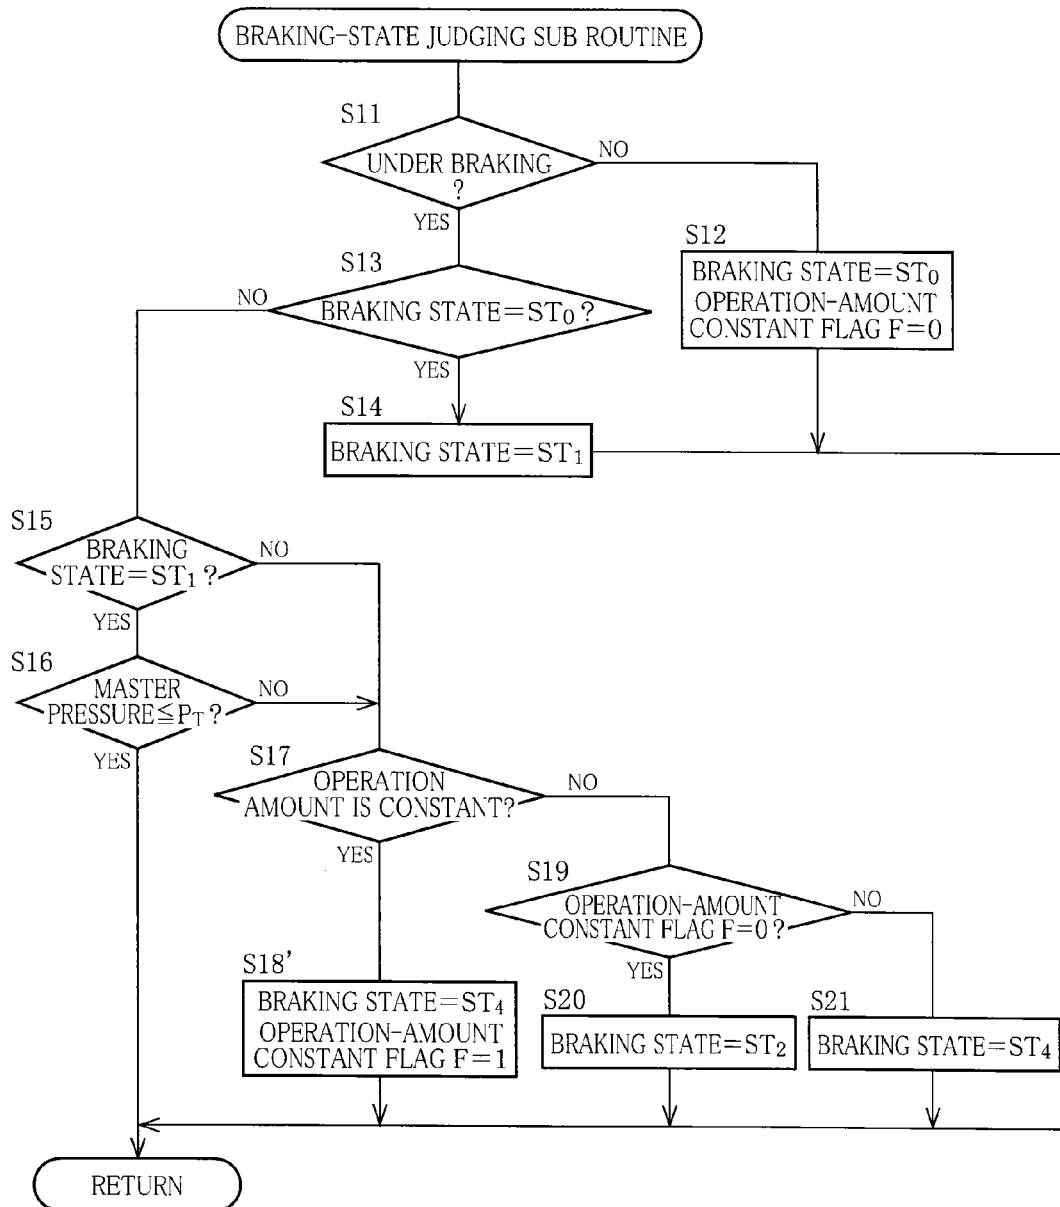 BRAKING-STATE JUDGING SUB ROUTINE
S11
UNDER BRAKING
?
NO
YES
S12
BRAKING STATE=ST0
OPERATION-AMOUNT
CONSTANT FLAG F=0
S13
NO
BRAKING STATE=ST0?
YES
S14
BRAKING STATE=ST1
S15
BRAKING
STATE=ST1?
NO
YES
S16
MASTER
PRESSURE≦PT?
NO
YES
S17
OPERATION
AMOUNT IS CONSTANT?
NO
YES
S19
OPERATION-AMOUNT
CONSTANT FLAG F=0?
NO
YES
S18'
BRAKING STATE=ST4
OPERATION-AMOUNT
CONSTANT FLAG F=1
S20
BRAKING STATE=ST2
S21
BRAKING STATE=ST4
RETURN